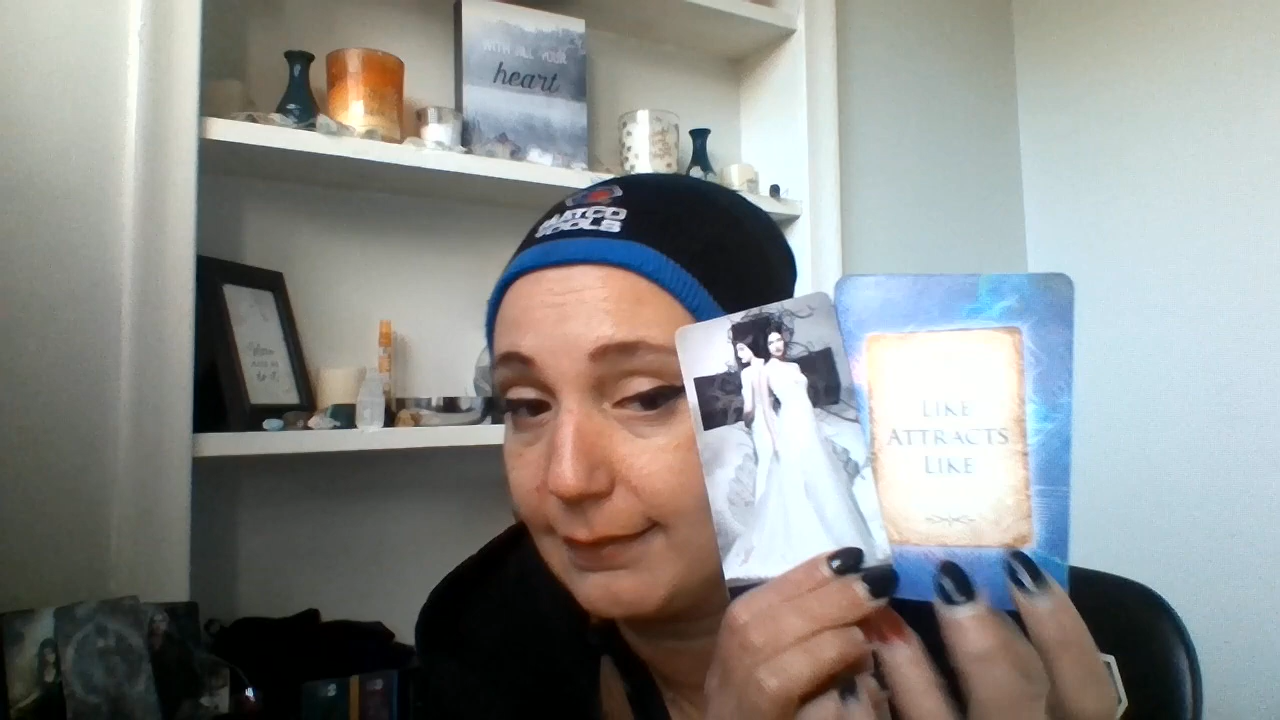 WITH ALL YOUR
heart
MATCO
TOOLS
LIKE
ATTRACTS
LIKE